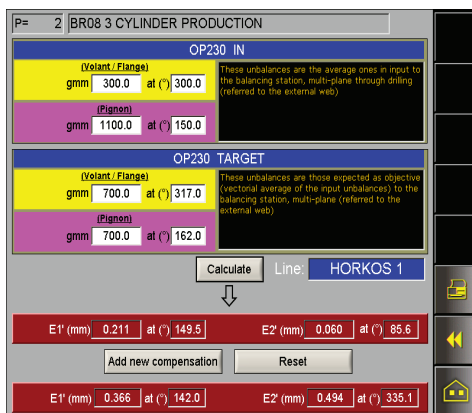 P= 2 BR08 3 CYLINDER PRODUCTION
OP230 IN
(Volant / Flange)
gmm 300.0 at (°) 300.0
(Pignon)
gmm 1100.0 at (°) 150.0
These unbalances are the average ones in input to
the balancing station, multi-plane through drilling
(referred to the external web)
OP230 TARGET
(Volant / Flange)
gmm 700.0 at (°) 317.0
(Pignon)
gmm 700.0 at (°) 162.0
These unbalances are those expected as objective
(vectorial average of the input unbalances) to the
balancing station, multi-plane (referred to the
external web)
Calculate Line: HORKOS 1
E1' (mm) 0.211 at (°) 149.5 E2' (mm) 0.060 at (°) 85.6
Add new compensation Reset
E1' (mm) 0.366 at (°) 142.0 E2' (mm) 0.494 at (°) 335.1